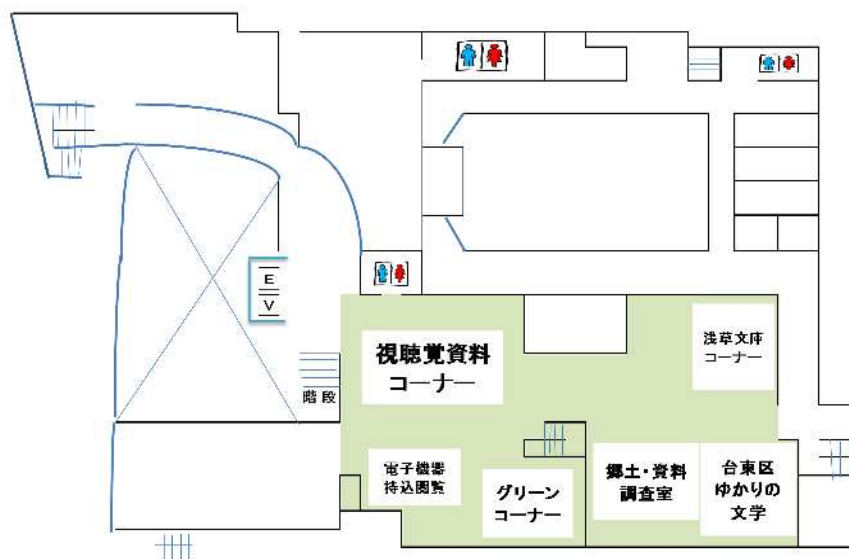 E
V
階段
視聴覚資料
コーナー
浅草文庫
コーナー
電子機器
持込閲覧
グリーン
コーナー
郷土・資料
調査室
台東区
ゆかりの
文学